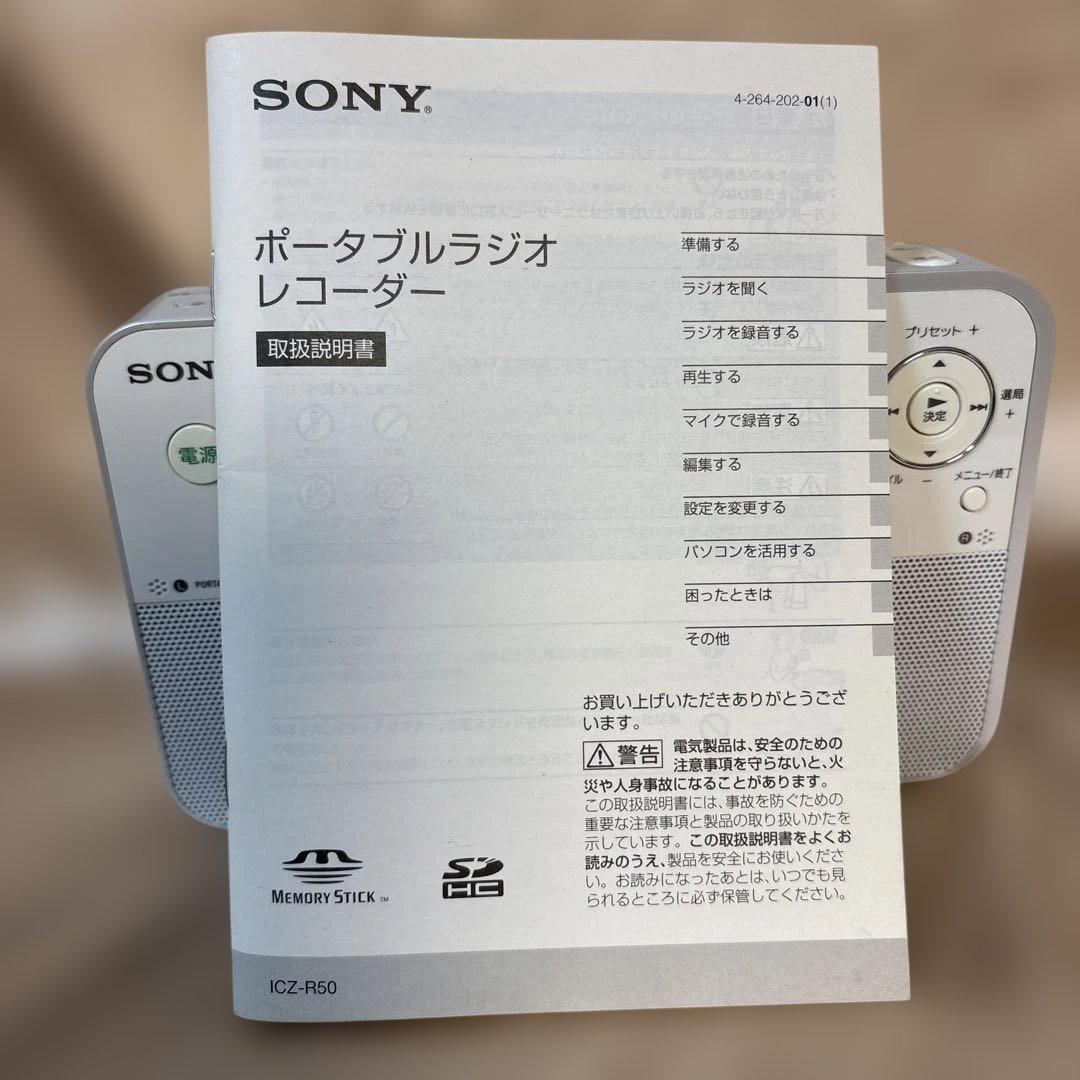 SONY®
4-264-202-01(1)
ポータブルラジオ
レコーダー
取扱説明書
準備する
ラジオを聞く
ラジオを録音する
再生する
マイクで録音する
編集する
設定を変更する
パソコンを活用する
困ったときは
その他
お買い上げいただきありがとうござ
います。
警告 電気製品は、安全のための
注意事項を守らないと、火
災や人身事故になることがあります。
この取扱説明書には、事故を防ぐための
重要な注意事項と製品の取り扱いかたを
示しています。この取扱説明書をよくお
読みのうえ、製品を安全にお使いくださ
い。お読みになったあとは、いつでも見
られるところに必ず保管してください。
MEMORY STICK™
SD
HC
ICZ-R50
SON
電源
L PORTA
プリセット +
決定
選局
+
イル −
メニュー/終了
R